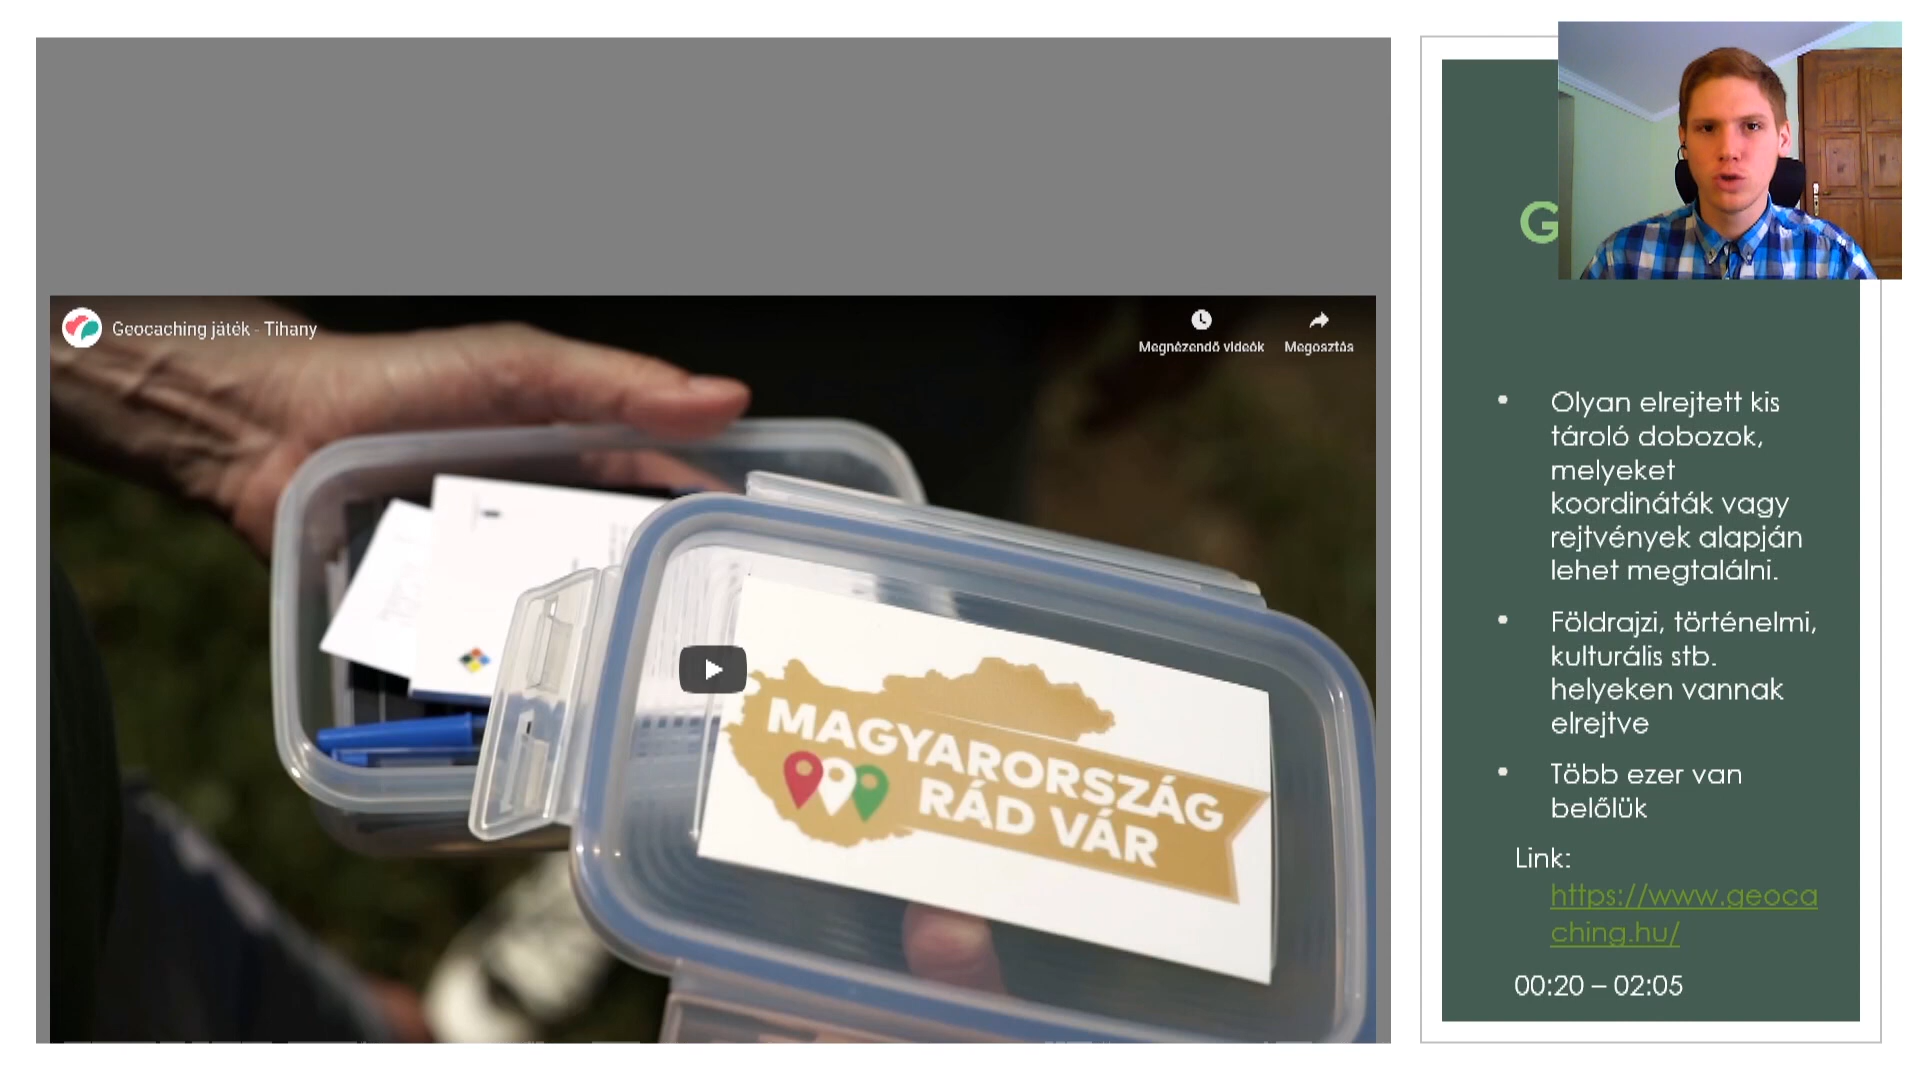 Geocaching játék - Tihany
Megnézendő videók
Megosztás
MAGYARORSZÁG
RÁD VÁR
G
• Olyan elrejtett kis
tároló dobozok,
melyeket
koordináták vagy
rejtvények alapján
lehet megtalálni.
• Földrajzi, történelmi,
kulturális stb.
helyeken vannak
elrejtve
• Több ezer van
belőlük
Link:
https://www.geoca
ching.hu/
00:20 – 02:05